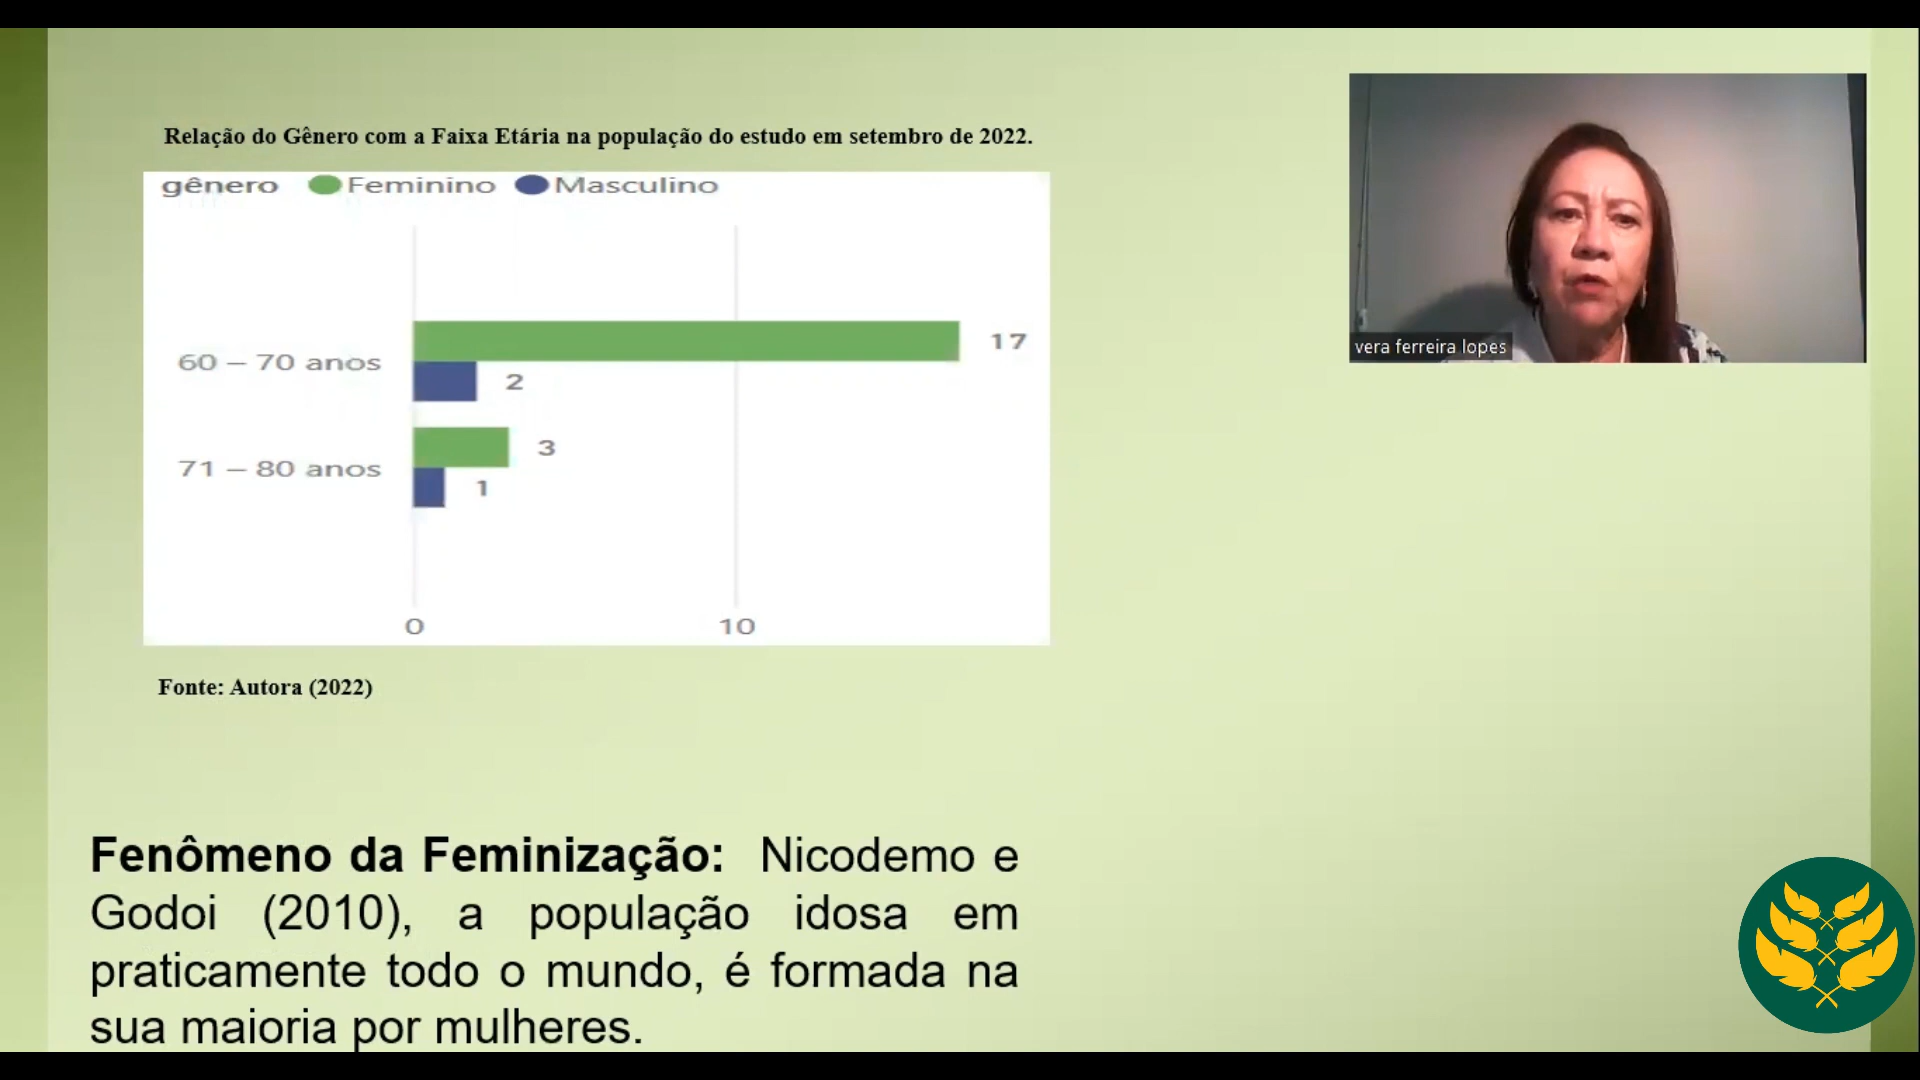 Relação do Gênero com a Faixa Etária na população do estudo em setembro de 2022.
gênero Feminino Masculino
17
60 – 70 anos
2
3
71 – 80 anos
1
0 10
Fonte: Autora (2022)
vera ferreira lopes
Fenômeno da Feminização: Nicodemo e
Godoi (2010), a população idosa em
praticamente todo o mundo, é formada na
sua maioria por mulheres.